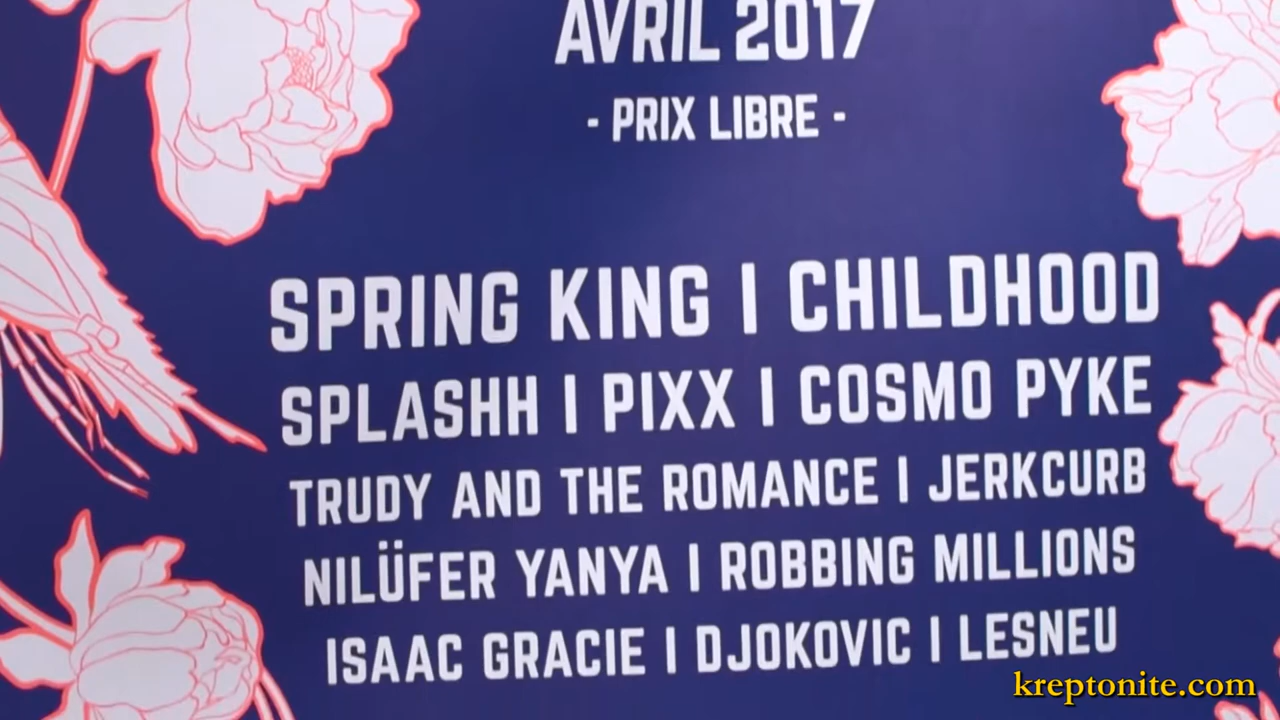 AVRIL 2017
- PRIX LIBRE -
SPRING KING | CHILDHOOD
SPLASHH | PIXX | COSMO PYKE
TRUDY AND THE ROMANCE | JERKCURB
NILÜFER YANYA | ROBBING MILLIONS
ISAAC GRACIE | DJOKOVIC | LESNEU
kreptonite.com